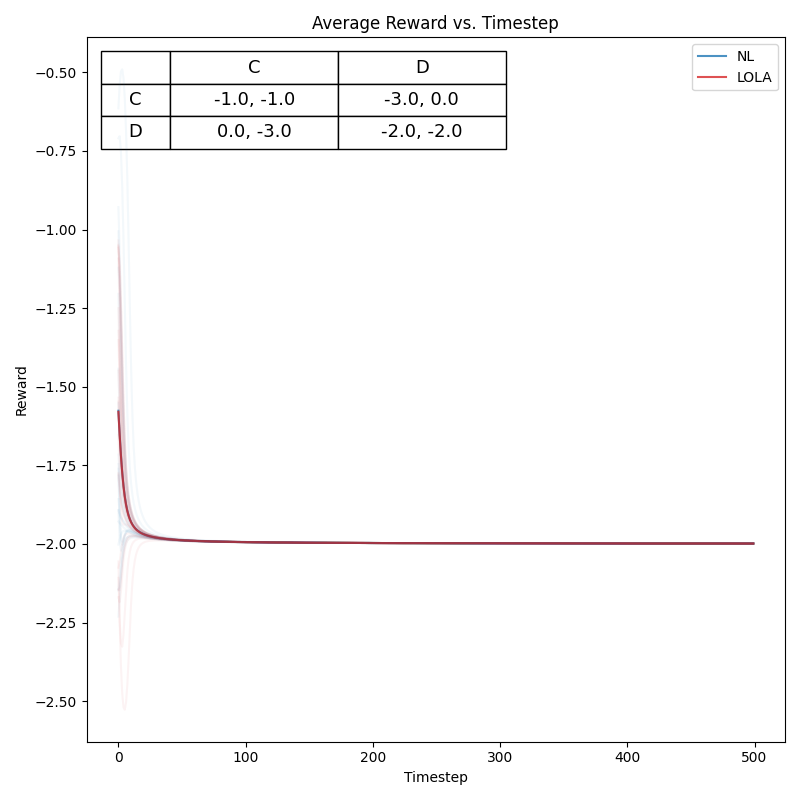 Average Reward vs. Timestep
C D
C -1.0, -1.0 -3.0, 0.0
D 0.0, -3.0 -2.0, -2.0
NL
LOLA
−0.50
−0.75
−1.00
−1.25
−1.50
−1.75
−2.00
−2.25
−2.50
Reward
0 100 200 300 400 500
Timestep